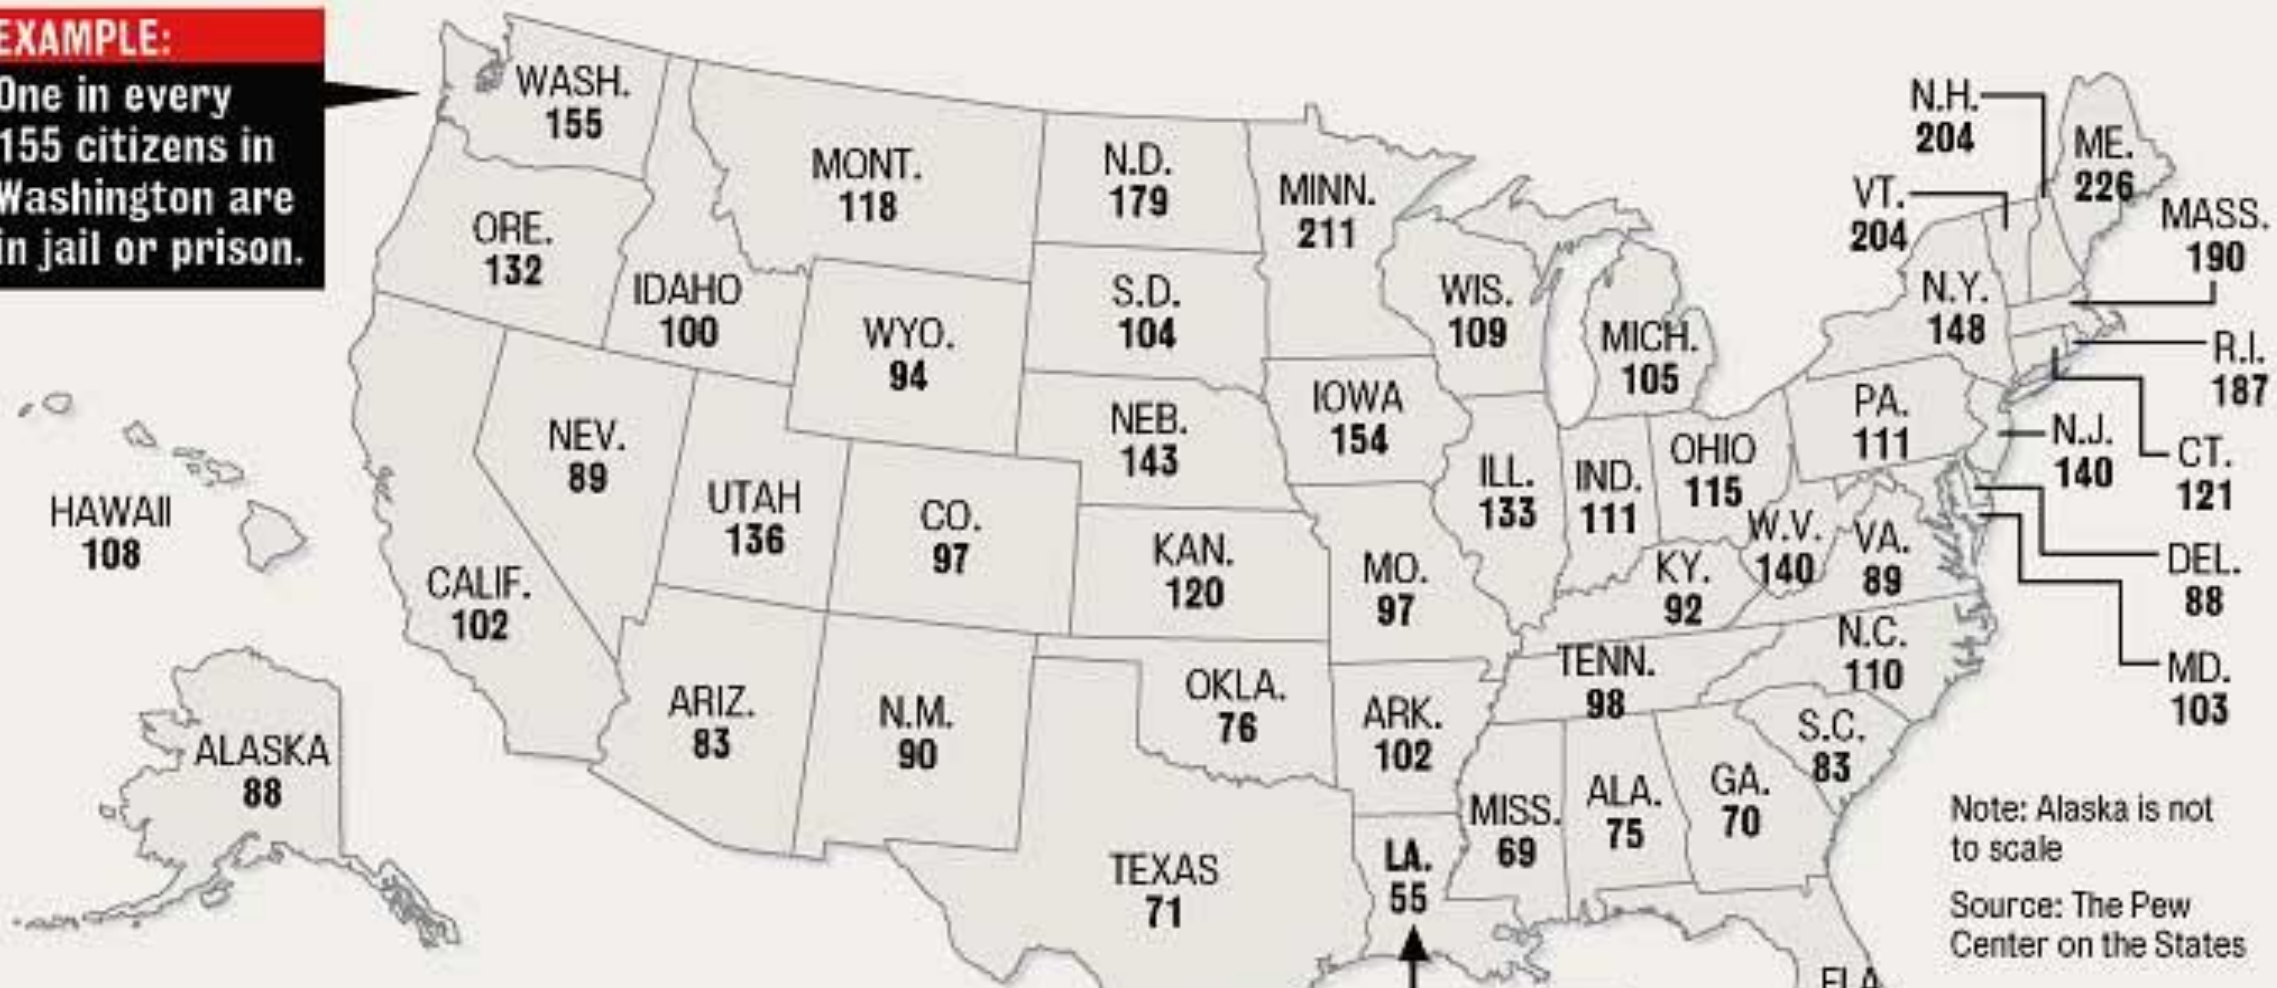 EXAMPLE:
One in every
155 citizens in
Washington are
in jail or prison.
WASH.
155
MONT.
118
N.D.
179
MINN.
211
N.H.
204
ME.
226
VT.
204
MASS.
190
ORE.
132
IDAHO
100
WYO.
94
S.D.
104
WIS.
109
MICH.
105
N.Y.
148
R.I.
187
NEV.
89
UTAH
136
CO.
97
NEB.
143
IOWA
154
ILL.
133
IND.
111
OHIO
115
PA.
111
N.J.
140
CT.
121
HAWAII
108
CALIF.
102
KAN.
120
MO.
97
KY.
92
W.V.
140
VA.
89
DEL.
88
MD.
103
ALASKA
88
ARIZ.
83
N.M.
90
OKLA.
76
ARK.
102
TENN.
98
N.C.
110
S.C.
83
TEXAS
71
LA.
55
MISS.
69
ALA.
75
GA.
70
FLA
Note: Alaska is not
to scale
Source: The Pew
Center on the States